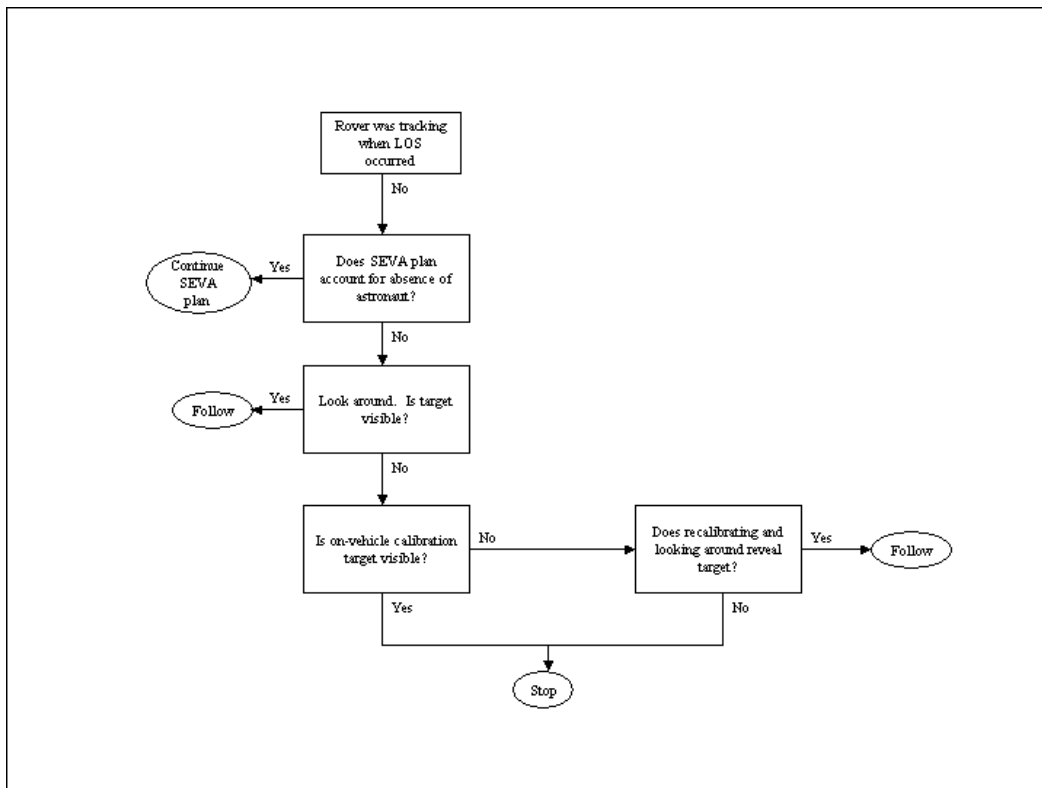 Rover was tracking
when LOS
occurred
No
Does SEVA plan
account for absence of
astronaut?
Yes
Continue
SEVA
plan
No
Look around. Is target
visible?
Yes
Follow
No
Is on-vehicle calibration
target visible?
No
Does recalibrating and
looking around reveal
target?
Yes
Follow
Yes
No
Stop